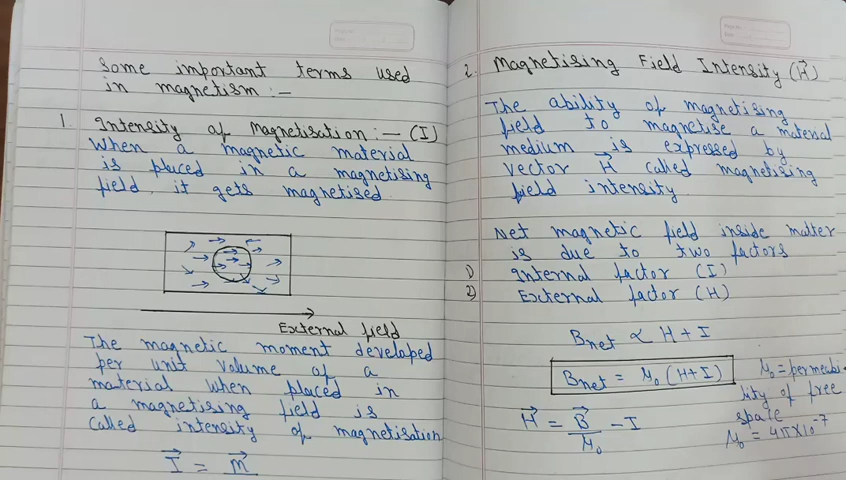 Some important terms used
in magnetism :-
1. Intensity of Magnetisation :- (I)
When a magnetic material
is placed in a magnetising
field, it gets magnetised
External field
The magnetic moment developed
per unit volume of a
material when placed in
a magnetising field is
called intensity of magnetisation
I⃗ = m⃗
2. Magnetising Field Intensity (H⃗)
The ability of magnetising
field to magnetise a material
medium is expressed by
vector H⃗ called magnetising
field intensity.
Net magnetic field inside matter
is due to two factors
1) Internal factor (I)
2) External factor (H)
Bnet ∝ H + I
Bnet = μ₀ (H+I)
μ₀ = permeabi-
lity of free
space
μ₀ = 4π×10⁻⁷
H⃗ = B⃗/μ₀ - I